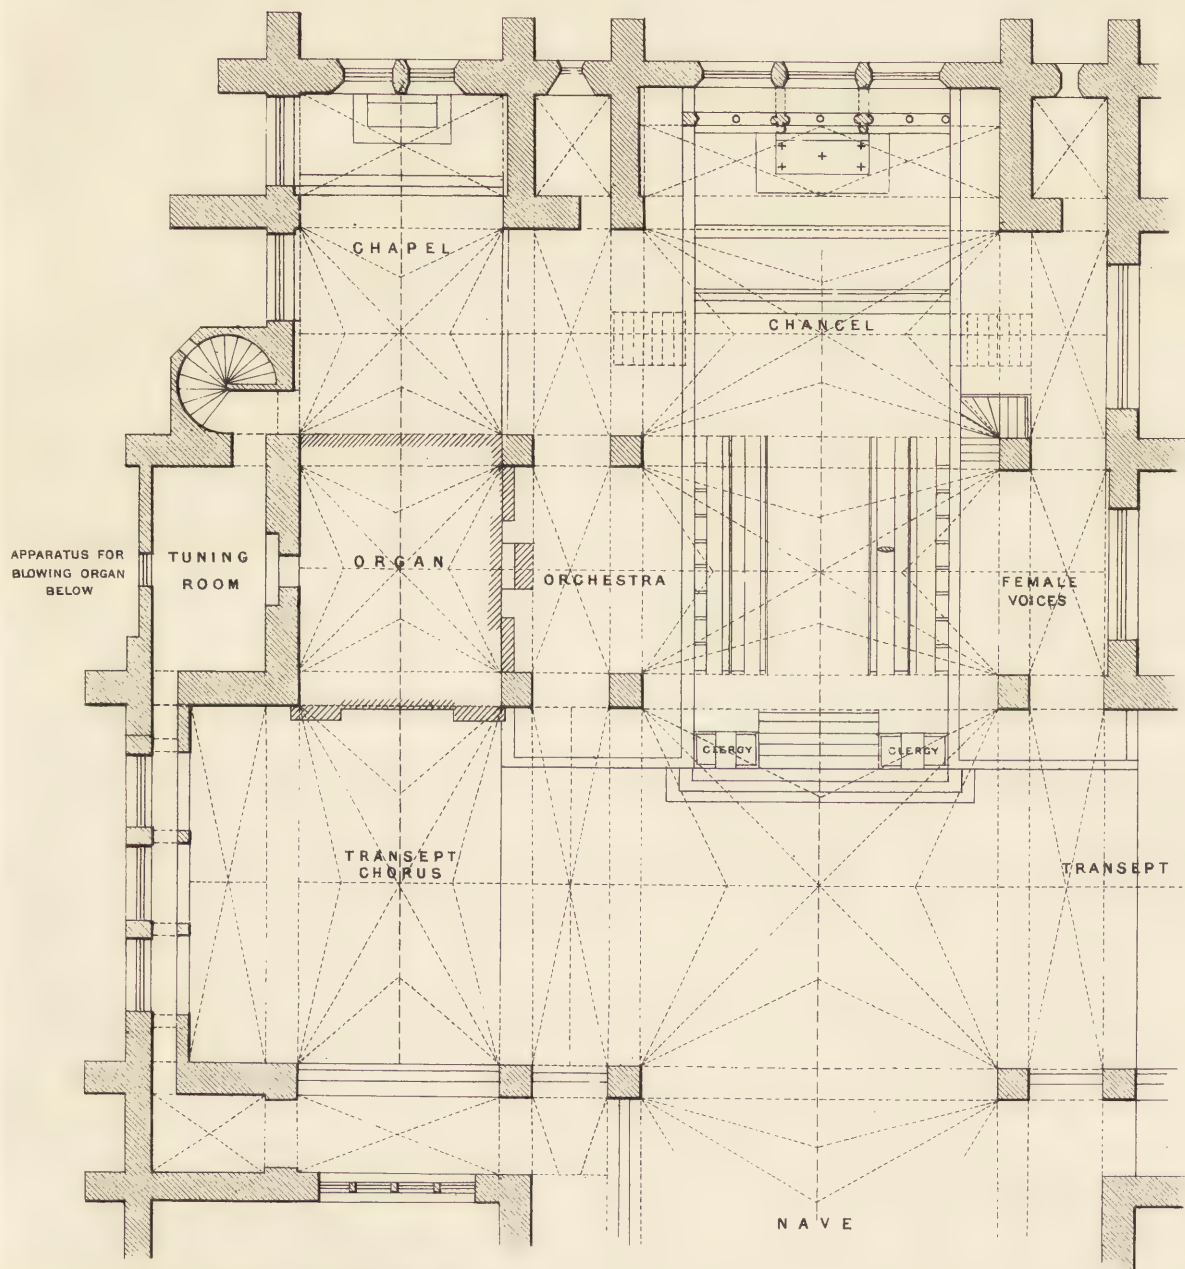 CHAPEL
CHANCEL
APPARATUS FOR
BLOWING ORGAN
BELOW
TUNING
ROOM
ORGAN
ORCHESTRA
FEMALE
VOICES
CLERGY
CLERGY
TRANSEPT
CHORUS
TRANSEPT
NAVE